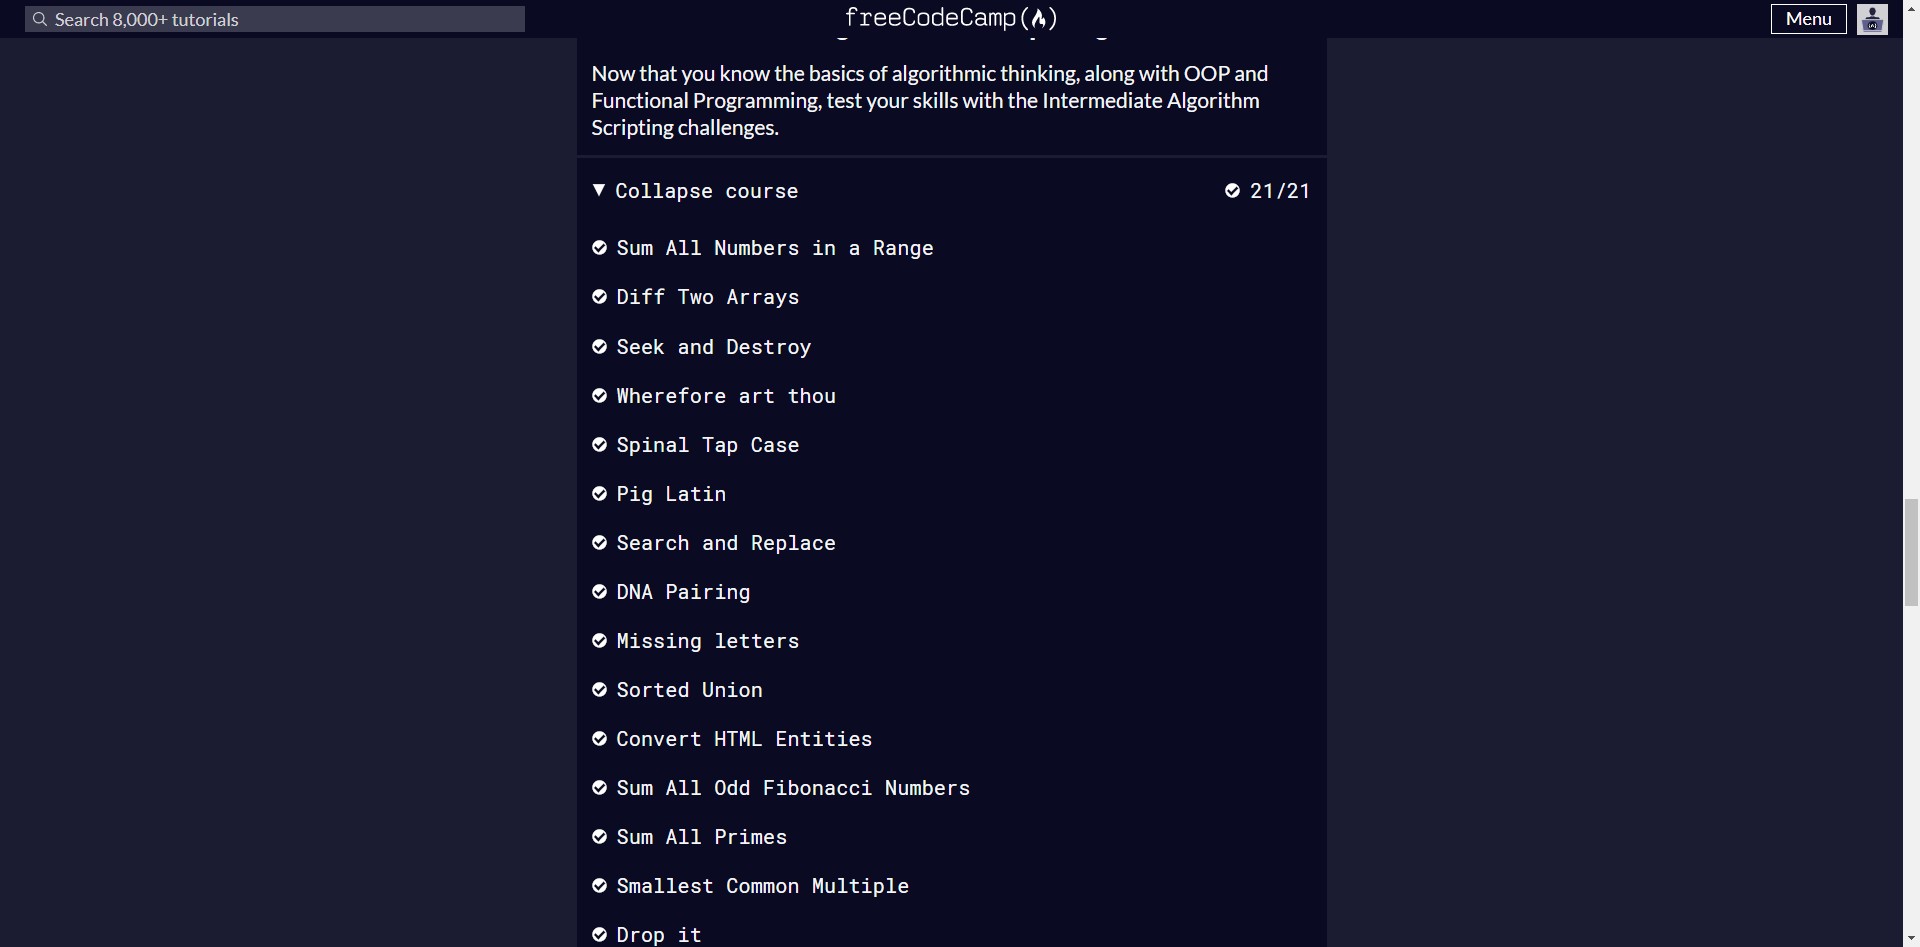 Search 8,000+ tutorials
freeCodeCamp
Menu
Now that you know the basics of algorithmic thinking, along with OOP and
Functional Programming, test your skills with the Intermediate Algorithm
Scripting challenges.
Collapse course
21/21
Sum All Numbers in a Range
Diff Two Arrays
Seek and Destroy
Wherefore art thou
Spinal Tap Case
Pig Latin
Search and Replace
DNA Pairing
Missing letters
Sorted Union
Convert HTML Entities
Sum All Odd Fibonacci Numbers
Sum All Primes
Smallest Common Multiple
Drop it